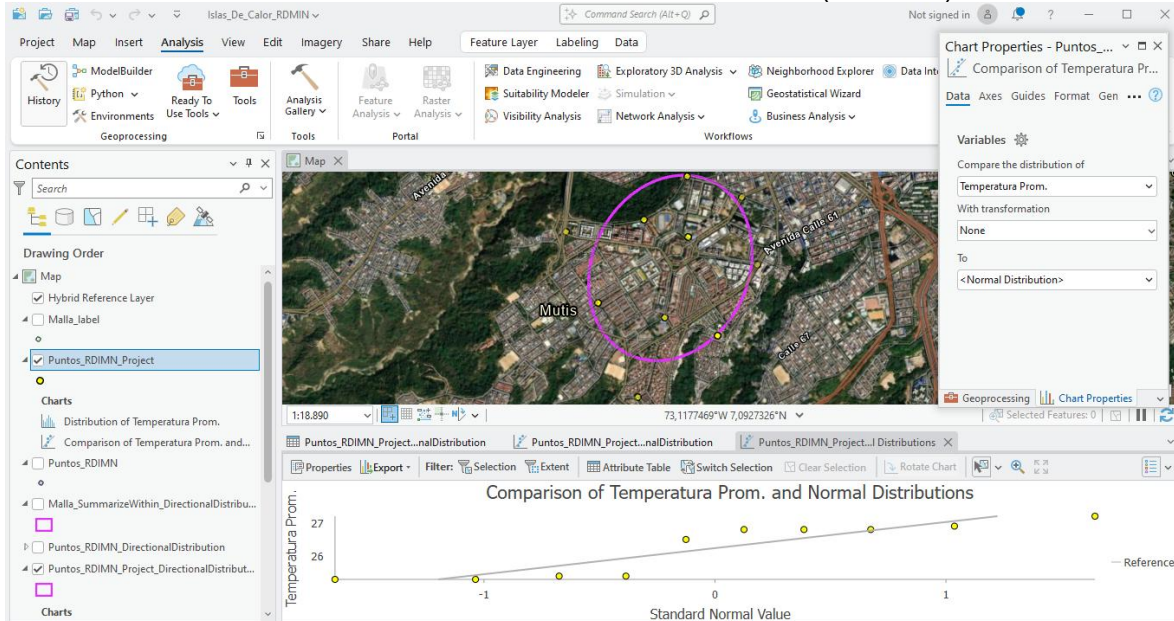 Islas_De_Calor_RDMIN
Command Search (Alt+Q)
Not signed in
?
Project Map Insert Analysis View Edit Imagery Share Help Feature Layer Labeling Data
History
ModelBuilder
Python
Environments
Ready To Use Tools
Tools
Geoprocessing
Analysis Gallery
Tools
Feature Analysis
Raster Analysis
Portal
Data Engineering
Suitability Modeler
Visibility Analysis
Exploratory 3D Analysis
Simulation
Network Analysis
Neighborhood Explorer
Geostatistical Wizard
Business Analysis
Data Int
Workflows
Chart Properties - Puntos_...
Comparison of Temperatura Pr...
Data Axes Guides Format Gen ...
Variables
Compare the distribution of
Temperatura Prom.
With transformation
None
To
<Normal Distribution>
Geoprocessing Chart Properties
Contents
Search
Drawing Order
Map
Hybrid Reference Layer
Malla_label
Puntos_RDIMN_Project
Charts
Distribution of Temperatura Prom.
Comparison of Temperatura Prom. and...
Puntos_RDIMN
Malla_SummarizeWithin_DirectionalDistribu...
Puntos_RDIMN_DirectionalDistribution
Puntos_RDIMN_Project_DirectionalDistribut...
Charts
Map
Avenida
Avenida Calle 61
Mutis
Calle 67
1:18.890
73,1177469°W 7,0927326°N
Selected Features: 0
Puntos_RDIMN_Project...nalDistribution Puntos_RDIMN_Project...nalDistribution Puntos_RDIMN_Project...l Distributions
Properties Export Filter: Selection Extent Attribute Table Switch Selection Clear Selection Rotate Chart
Comparison of Temperatura Prom. and Normal Distributions
Temperatura Prom.
27
26
-1 0 1
Standard Normal Value
Reference